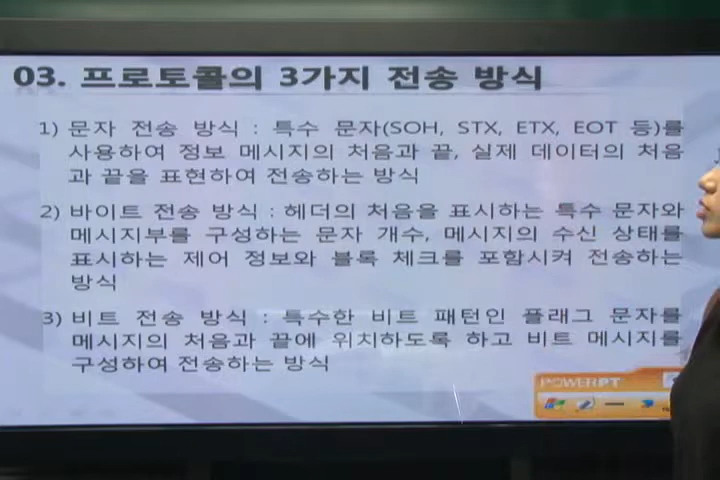 03. 프로토콜의 3가지 전송 방식
1) 문자 전송 방식 : 특수 문자(SOH, STX, ETX, EOT 등)를
사용하여 정보 메시지의 처음과 끝, 실제 데이터의 처음
과 끝을 표현하여 전송하는 방식
2) 바이트 전송 방식 : 헤더의 처음을 표시하는 특수 문자와
메시지부를 구성하는 문자 개수, 메시지의 수신 상태를
표시하는 제어 정보와 블록 체크를 포함시켜 전송하는
방식
3) 비트 전송 방식 : 특수한 비트 패턴인 플래그 문자를
메시지의 처음과 끝에 위치하도록 하고 비트 메시지를
구성하여 전송하는 방식
POWERPT